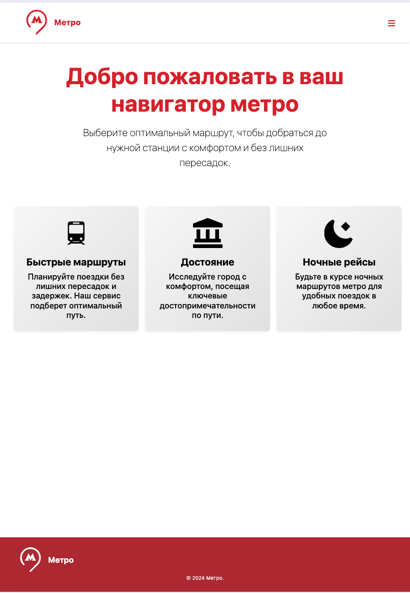 Метро
Добро пожаловать в ваш
навигатор метро
Выберите оптимальный маршрут, чтобы добраться до
нужной станции с комфортом и без лишних
пересадок.
Быстрые маршруты
Планируйте поездки без
лишних пересадок и
задержек. Наш сервис
подберет оптимальный
путь.
Достояние
Исследуйте город с
комфортом, посещая
ключевые
достопримечательности
по пути.
Ночные рейсы
Будьте в курсе ночных
маршрутов метро для
удобных поездок в
любое время.
Метро
© 2024 Метро.